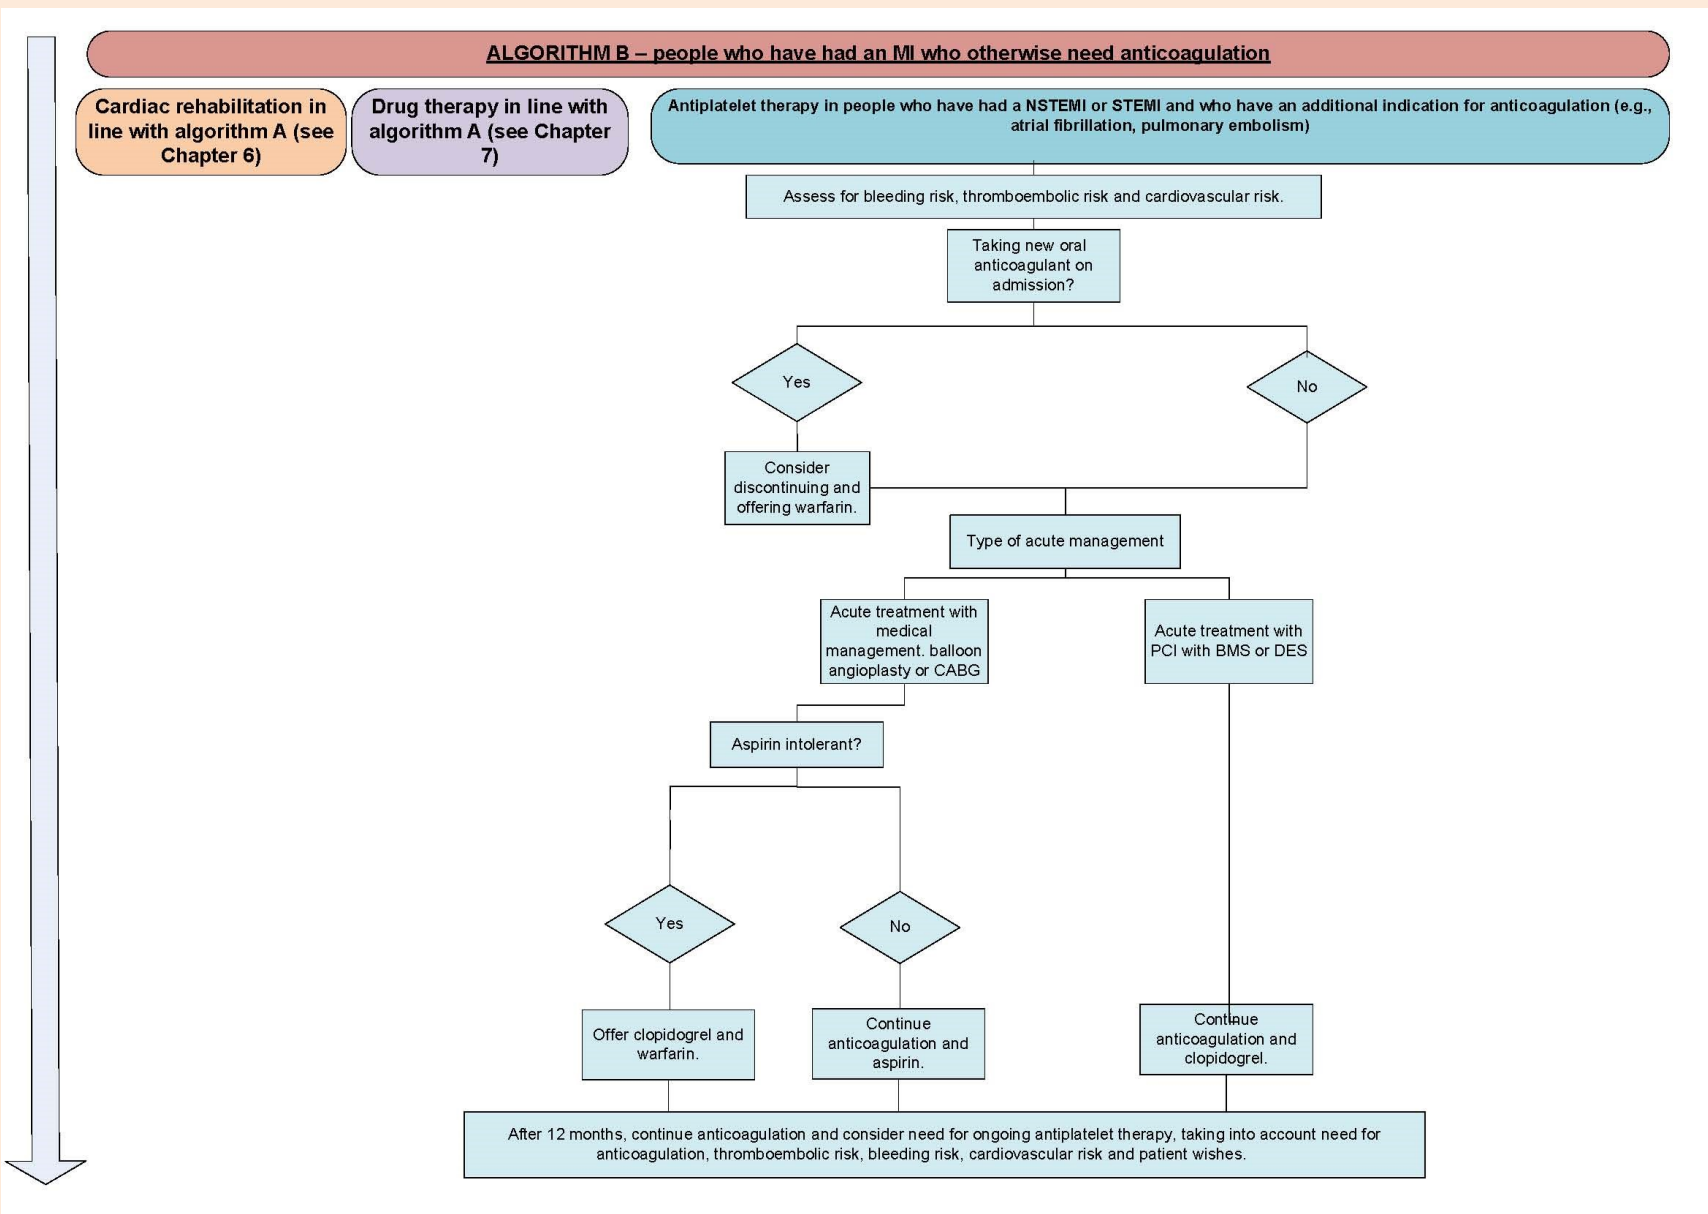 ALGORITHM B – people who have had an MI who otherwise need anticoagulation
Cardiac rehabilitation in
line with algorithm A (see
Chapter 6)
Drug therapy in line with
algorithm A (see Chapter
7)
Antiplatelet therapy in people who have had a NSTEMI or STEMI and who have an additional indication for anticoagulation (e.g.,
atrial fibrillation, pulmonary embolism)
Assess for bleeding risk, thromboembolic risk and cardiovascular risk.
Taking new oral
anticoagulant on
admission?
Yes
No
Consider
discontinuing and
offering warfarin.
Type of acute management
Acute treatment with
medical
management. balloon
angioplasty or CABG
Acute treatment with
PCI with BMS or DES
Aspirin intolerant?
Yes
No
Offer clopidogrel and
warfarin.
Continue
anticoagulation and
aspirin.
Continue
anticoagulation and
clopidogrel.
After 12 months, continue anticoagulation and consider need for ongoing antiplatelet therapy, taking into account need for
anticoagulation, thromboembolic risk, bleeding risk, cardiovascular risk and patient wishes.